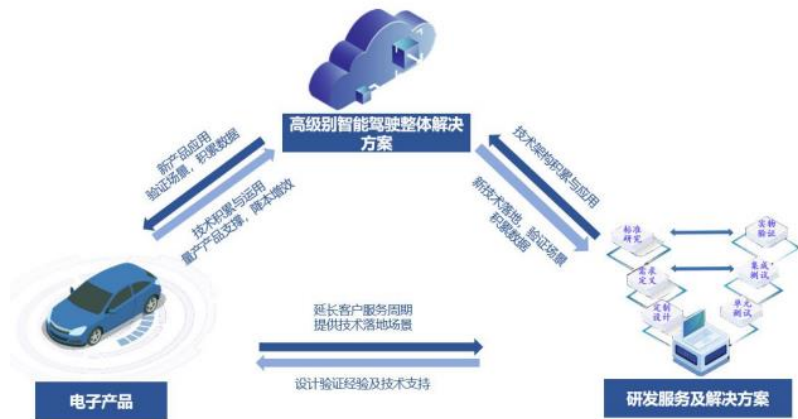 高级别智能驾驶整体解决
方案
新产品应用
验证场景，积累数据
技术积累与运用
量产产品支撑，降本增效
技术架构积累与应用
新技术落地，验证场景
积累数据
标准
研究
实物
验证
需求
定义
集成
测试
定制
设计
单元
测试
延长客户服务周期
提供技术落地场景
设计验证经验及技术支持
电子产品
研发服务及解决方案